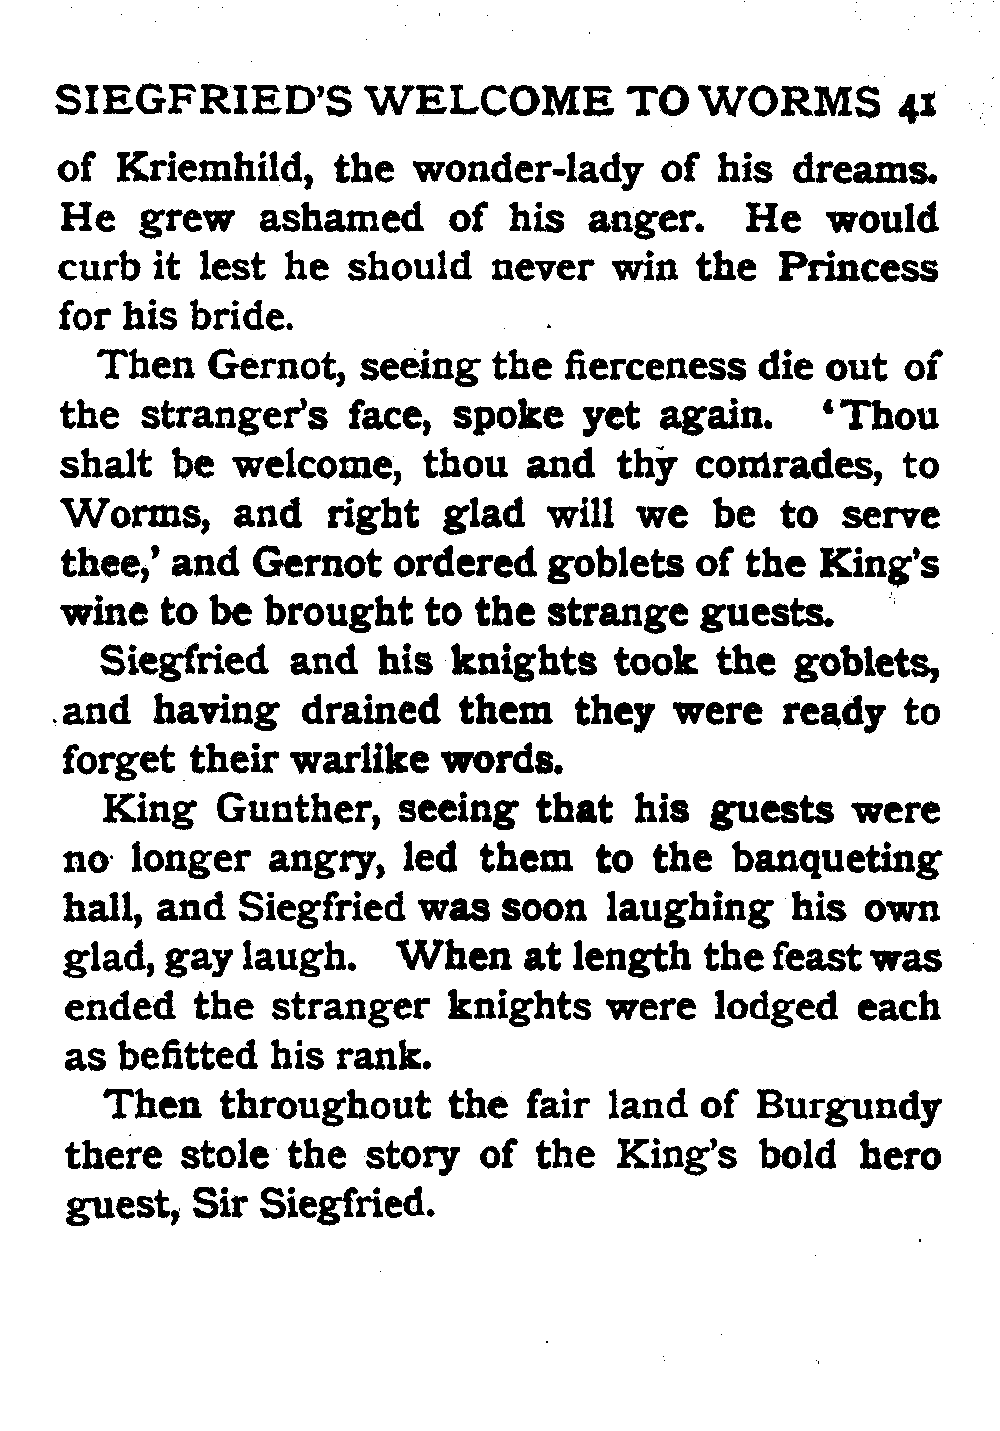 SIEGFRIED'S WELCOME TO WORMS 41
of Kriemhild, the wonder-lady of his dreams.
He grew ashamed of his anger. He would
curb it lest he should never win the Princess
for his bride.
Then Gernot, seeing the fierceness die out of
the stranger's face, spoke yet again. 'Thou
shalt be welcome, thou and thy comrades, to
Worms, and right glad will we be to serve
thee,' and Gernot ordered goblets of the King's
wine to be brought to the strange guests.
Siegfried and his knights took the goblets,
and having drained them they were ready to
forget their warlike words.
King Gunther, seeing that his guests were
no longer angry, led them to the banqueting
hall, and Siegfried was soon laughing his own
glad, gay laugh. When at length the feast was
ended the stranger knights were lodged each
as befitted his rank.
Then throughout the fair land of Burgundy
there stole the story of the King's bold hero
guest, Sir Siegfried.